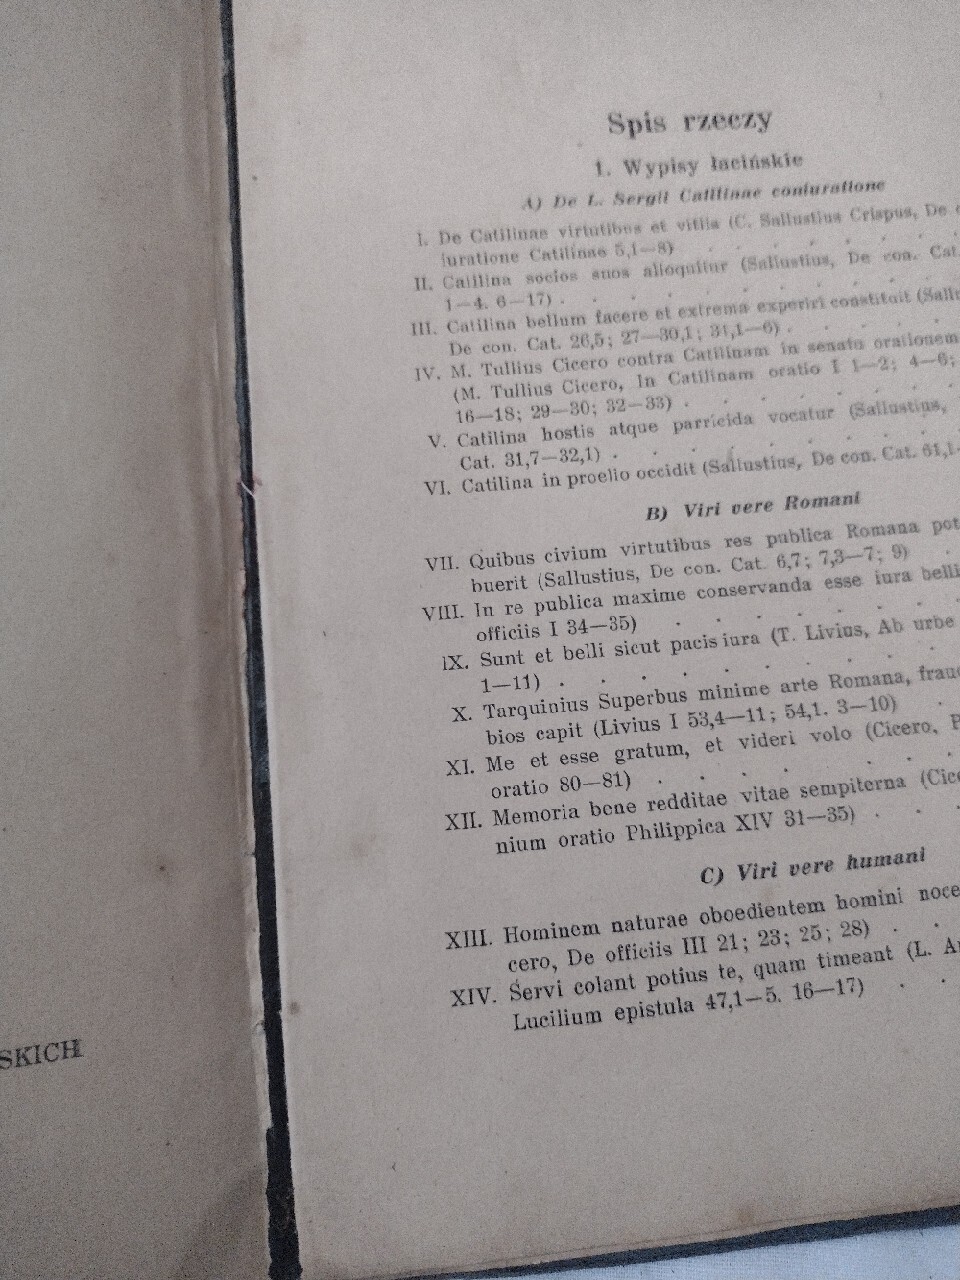 SKICH
Spis rzeczy
1. Wypisy łacińskie
A) De L. Sergii Catilinae coniuratione
I. De Catilinae virtutibus et vitiis (C. Sallustius Crispus, De
iuratione Catilinae 5,1—8)
II. Catilina socios suos alloquitur (Sallustius, De con. Cat.
1—4. 6—17)
III. Catilina bellum facere et extrema experiri constituit
De con. Cat. 26,5; 27—30,1; 31,1—6)
IV. M. Tullius Cicero contra Catilinam in senatu orationem
(M. Tullius Cicero, In Catilinam oratio I 1—2; 4—6;
16—18; 29—30; 32—33)
V. Catilina hostis atque parricida vocatur (Sallustius,
Cat. 31,7—32,1)
VI. Catilina in proelio occidit (Sallustius, De con. Cat. 61,1
B) Viri vere Romani
VII. Quibus civium virtutibus res publica Romana pot
buerit (Sallustius, De con. Cat. 6,7; 7,3—7; 9)
VIII. In re publica maxime conservanda esse iura belli
officiis I 34—35)
IX. Sunt et belli sicut pacis iura (T. Livius, Ab urbe
1—11)
X. Tarquinius Superbus minime arte Romana, frau
bios capit (Livius I 53,4—11; 54,1. 3—10)
XI. Me et esse gratum, et videri volo (Cicero, P
oratio 80—81)
XII. Memoria bene redditae vitae sempiterna (Cic
nium oratio Philippica XIV 31—35)
C) Viri vere humani
XIII. Hominem naturae oboedientem homini noce
cero, De officiis III 21; 23; 25; 28)
XIV. Servi colant potius te, quam timeant (L. A
Lucilium epistula 47,1—5. 16—17)